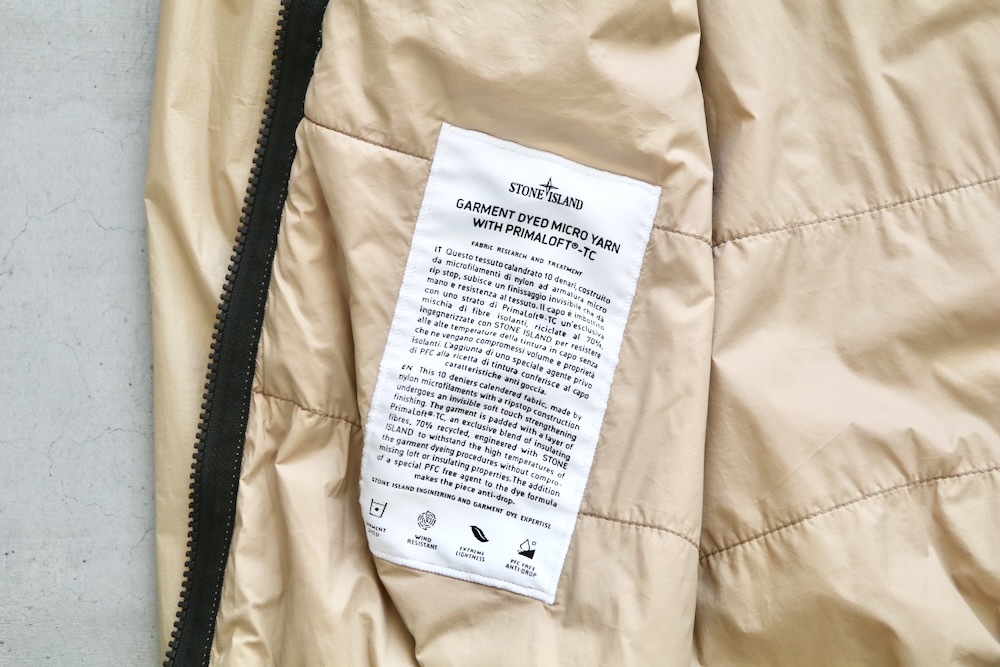 STONE ISLAND
GARMENT DYED MICRO YARN
WITH PRIMALOFT®-TC
FABRIC RESEARCH AND TREATMENT
IT Questo tessuto calandrato 10 denari, costruito
da microfilamenti di nylon ad armatura micro
rip stop, subisce un finissaggio invisibile che dà
mano e resistenza al tessuto. Il capo è imbottito
con uno strato di PrimaLoft®-TC un'esclusiva
mischia di fibre isolanti, riciclate al 70%,
ingegnerizzate con STONE ISLAND per resistere
alle alte temperature della tintura in capo senza
che ne vengano compromessi volume e proprietà
isolanti. L'aggiunta di uno speciale agente privo
di PFC alla ricetta di tintura conferisce al capo
caratteristiche anti goccia.
EN This 10 deniers calendered fabric, made by
nylon microfilaments with a ripstop construction
undergoes an invisible soft touch strengthening
finishing. The garment is padded with a layer of
PrimaLoft®-TC, an exclusive blend of insulating
fibres, 70% recycled, engineered with STONE
ISLAND to withstand the high temperatures of
the garment dyeing procedures without compro-
mising loft or insulating properties. The addition
of a special PFC free agent to the dye formula
makes the piece anti-drop.
STONE ISLAND ENGINEERING AND GARMENT DYE EXPERTISE
DYED
WIND
RESISTANT
EXTREME
LIGHTNESS
PFC FREE
ANTI-DROP